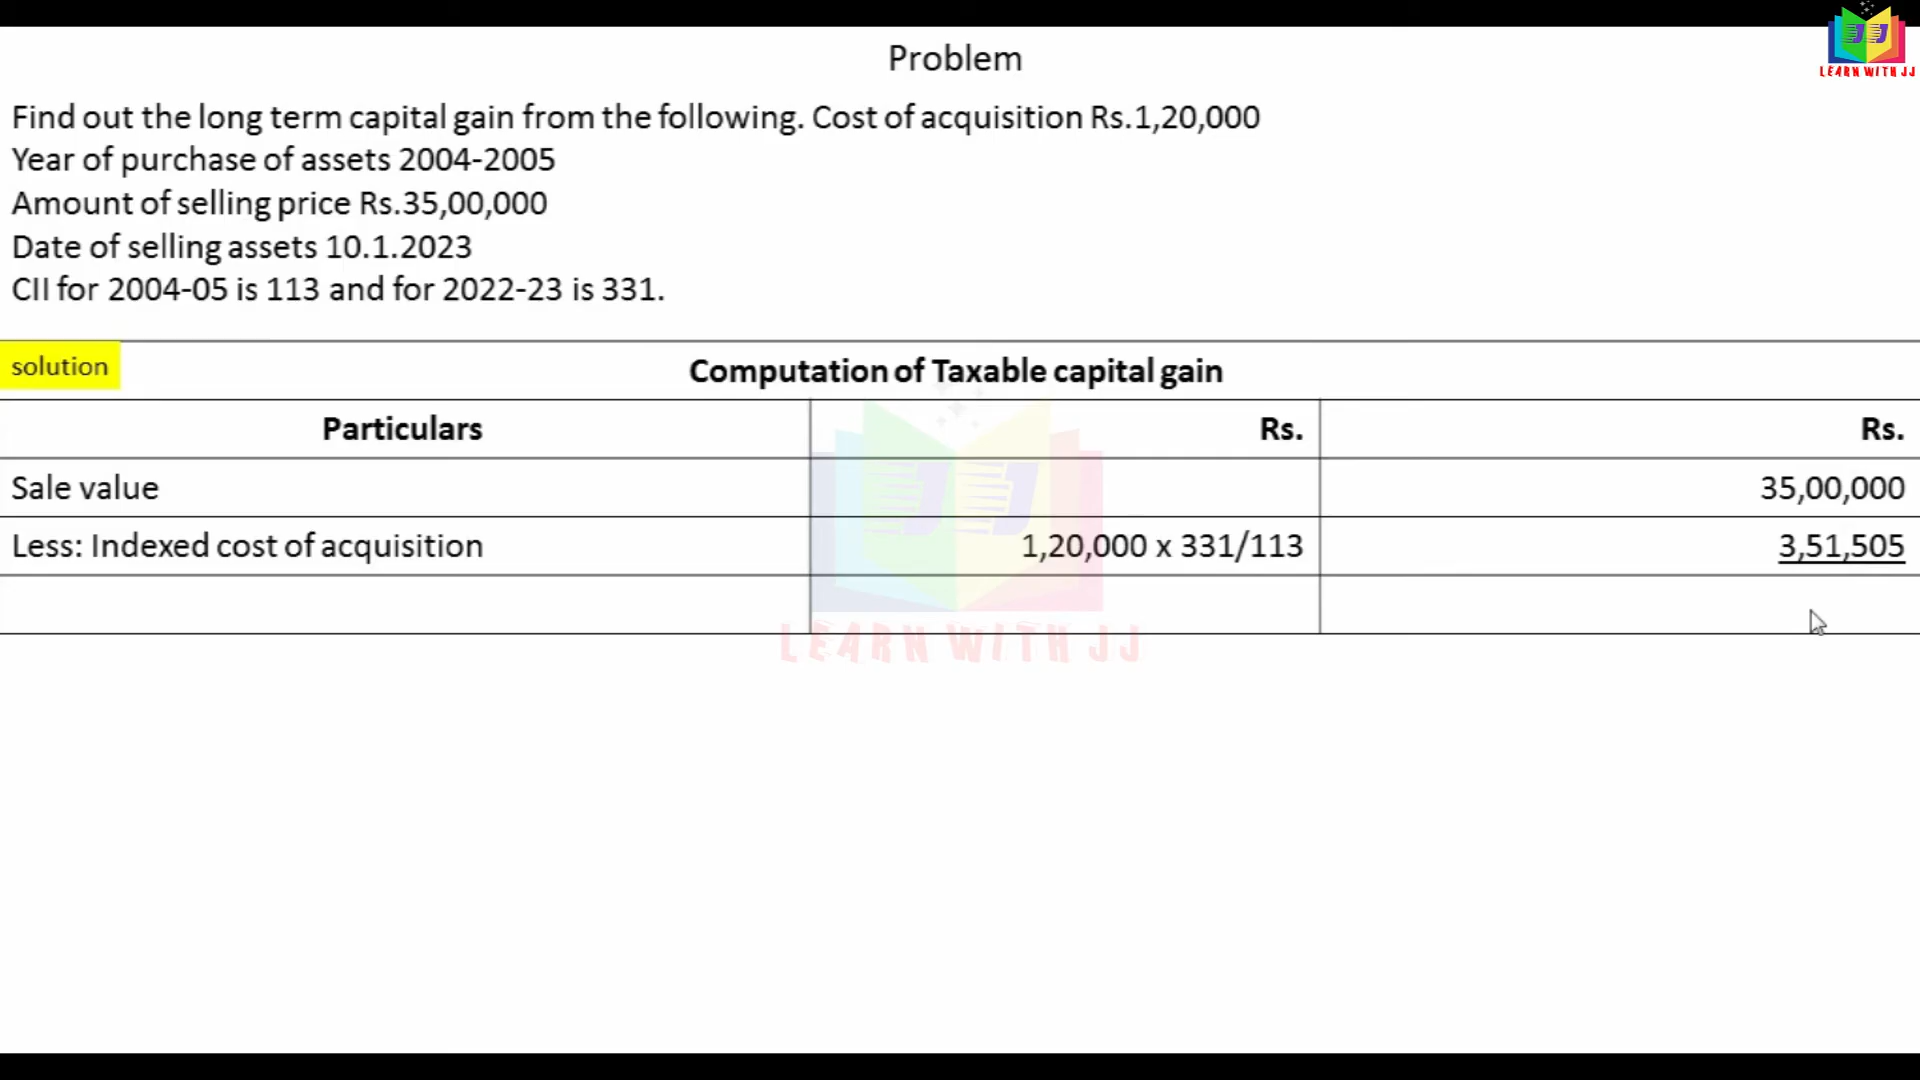 LEARN WITH JJ
Problem
Find out the long term capital gain from the following. Cost of acquisition Rs.1,20,000
Year of purchase of assets 2004-2005
Amount of selling price Rs.35,00,000
Date of selling assets 10.1.2023
CII for 2004-05 is 113 and for 2022-23 is 331.
solution
Computation of Taxable capital gain
Particulars Rs. Rs.
Sale value 35,00,000
Less: Indexed cost of acquisition 1,20,000 x 331/113 3,51,505
LEARN WITH JJ